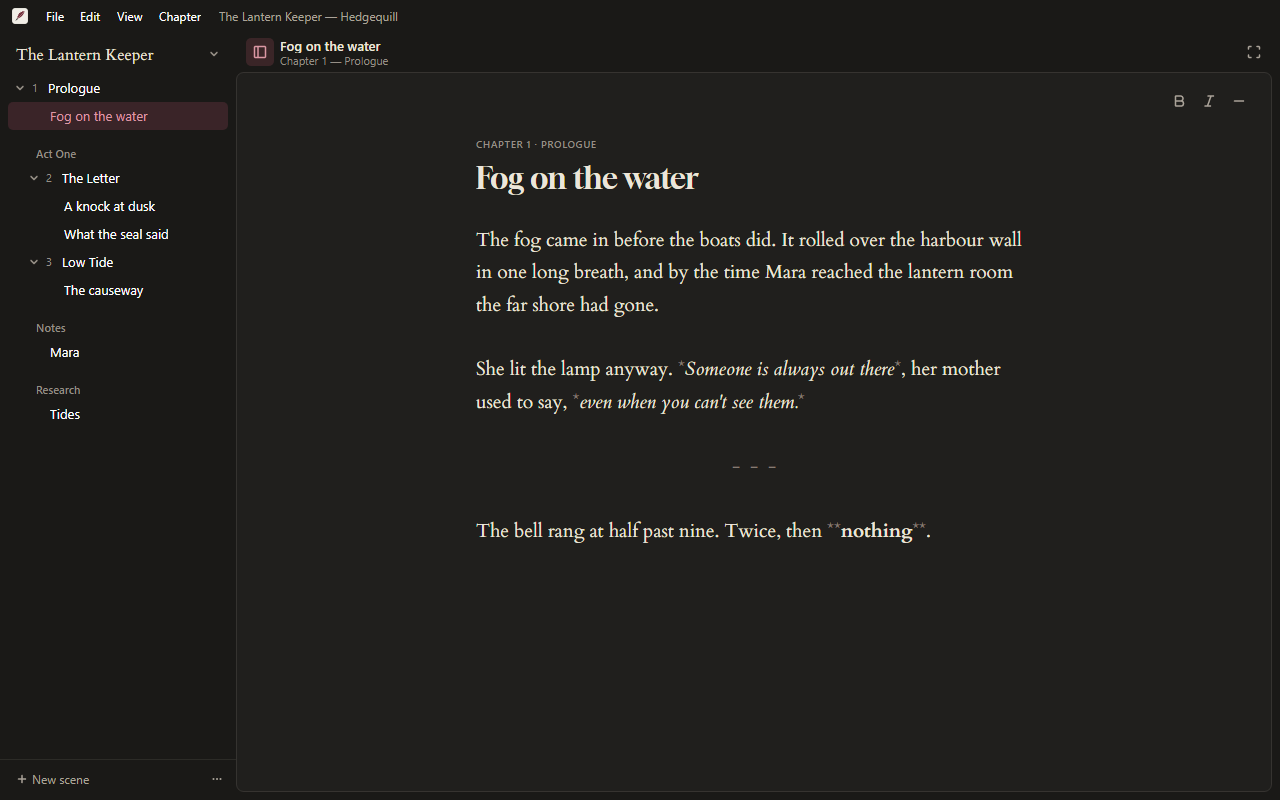 File Edit View Chapter The Lantern Keeper — Hedgequill
The Lantern Keeper
1 Prologue
Fog on the water
Act One
2 The Letter
A knock at dusk
What the seal said
3 Low Tide
The causeway
Notes
Mara
Research
Tides
+ New scene ...
Fog on the water
Chapter 1 — Prologue
B I —
CHAPTER 1 · PROLOGUE
Fog on the water
The fog came in before the boats did. It rolled over the harbour wall
in one long breath, and by the time Mara reached the lantern room
the far shore had gone.
She lit the lamp anyway. *Someone is always out there*, her mother
used to say, *even when you can't see them.*
– – –
The bell rang at half past nine. Twice, then **nothing**.